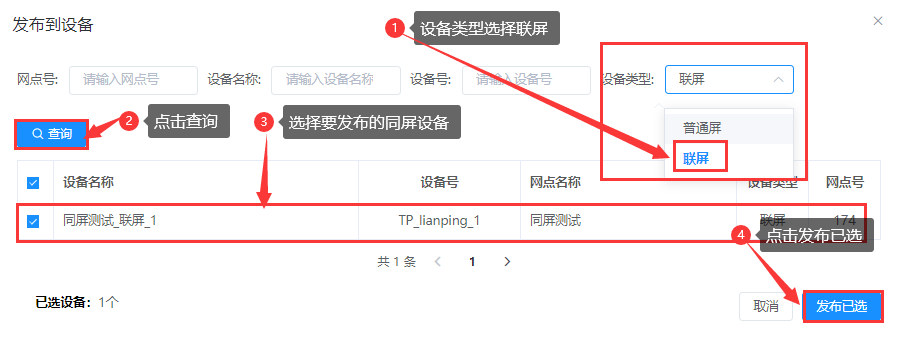 发布到设备
1 设备类型选择联屏
网点号: 请输入网点号 设备名称: 请输入设备名称 设备号: 请输入设备号 设备类型: 联屏
普通屏
联屏
查询
2 点击查询
3 选择要发布的同屏设备
设备名称 设备号 网点名称 设备类型 网点号
同屏测试_联屏_1 TP_lianping_1 同屏测试 联屏 174
4 点击发布已选
共 1 条 1
已选设备: 1个
取消 发布已选